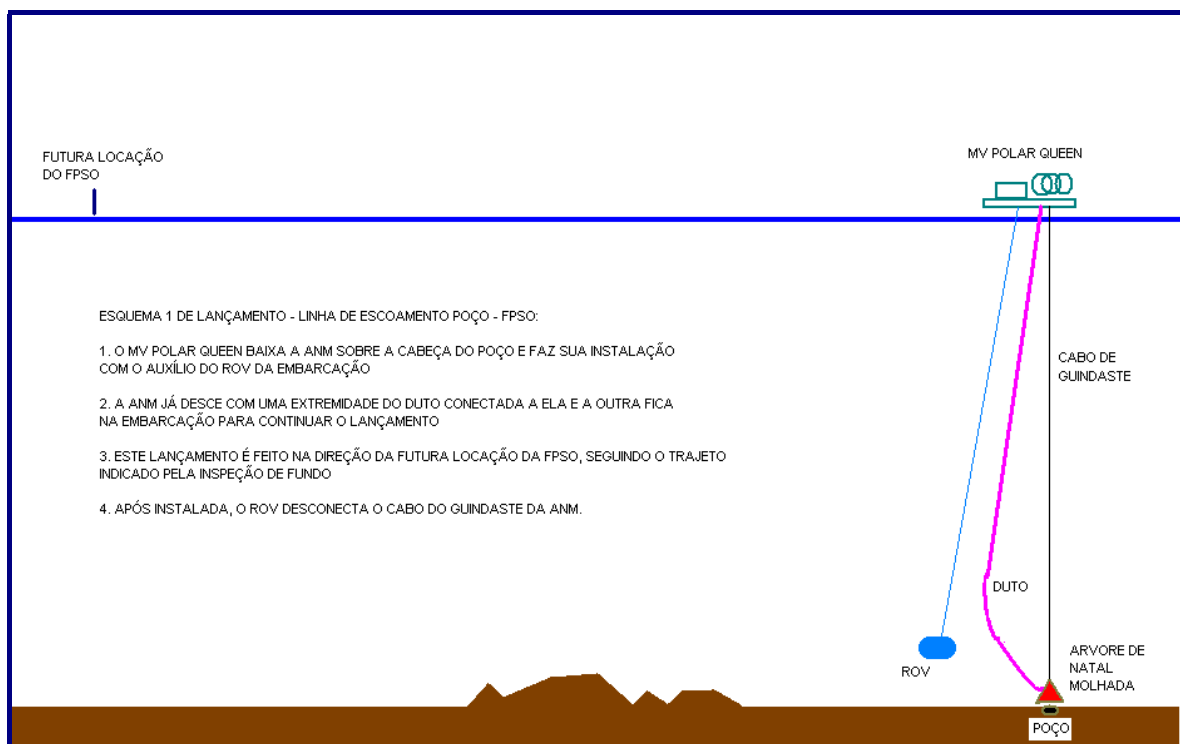 FUTURA LOCAÇÃO
DO FPSO
MV POLAR QUEEN
ESQUEMA 1 DE LANÇAMENTO - LINHA DE ESCOAMENTO POÇO - FPSO:
1. O MV POLAR QUEEN BAIXA A ANM SOBRE A CABEÇA DO POÇO E FAZ SUA INSTALAÇÃO
COM O AUXÍLIO DO ROV DA EMBARCAÇÃO
2. A ANM JÁ DESCE COM UMA EXTREMIDADE DO DUTO CONECTADA A ELA E A OUTRA FICA
NA EMBARCAÇÃO PARA CONTINUAR O LANÇAMENTO
3. ESTE LANÇAMENTO É FEITO NA DIREÇÃO DA FUTURA LOCAÇÃO DA FPSO, SEGUINDO O TRAJETO
INDICADO PELA INSPEÇÃO DE FUNDO
4. APÓS INSTALADA, O ROV DESCONECTA O CABO DO GUINDASTE DA ANM.
CABO DE
GUINDASTE
DUTO
ROV
ARVORE DE
NATAL
MOLHADA
POÇO